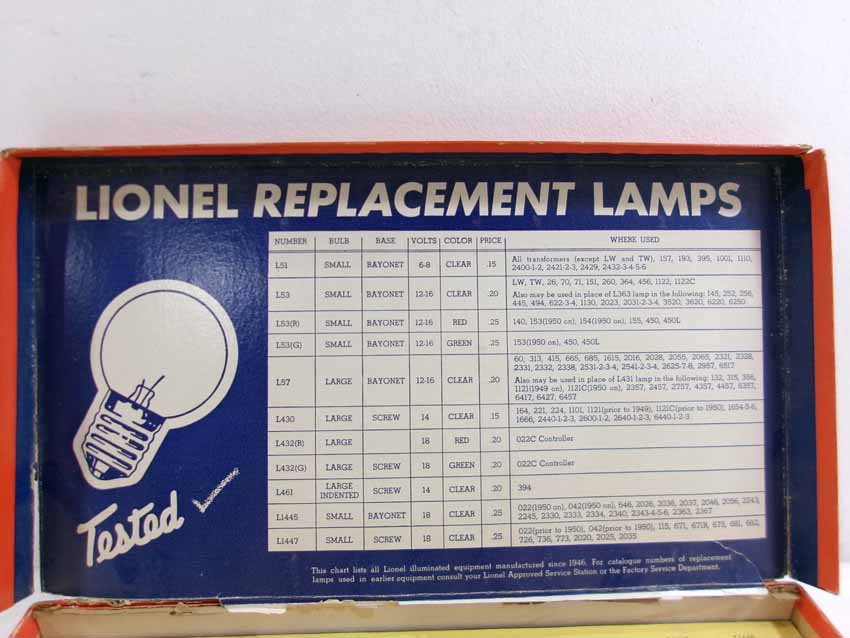 LIONEL REPLACEMENT LAMPS
NUMBER BULB BASE VOLTS COLOR PRICE WHERE USED
L51 SMALL BAYONET 6-8 CLEAR .15 All transformers (except LW and TW), 157, 193, 395, 1001, 1110,
2400-1-2, 2421-2-3, 2429, 2432-3-4-5-6
L53 SMALL BAYONET 12-16 CLEAR .20 LW, TW, 26, 70, 71, 151, 260, 364, 456, 1122, 1122C
Also may be used in place of L363 lamp in the following: 145, 252, 256,
445, 494, 622-3-4, 1130, 2023, 2031-2-3-4, 3520, 3620, 6220, 6250
L53(R) SMALL BAYONET 12-16 RED .25 140, 153(1950 on), 154(1950 on), 155, 450, 450L
L53(G) SMALL BAYONET 12-16 GREEN .25 153(1950 on), 450, 450L
L57 LARGE BAYONET 12-16 CLEAR .20 60, 313, 415, 665, 685, 1615, 2016, 2028, 2055, 2065, 2321, 2328,
2331, 2332, 2338, 2531-2-3-4, 2541-2-3-4, 2625-7-8, 2957, 6517
Also may be used in place of L431 lamp in the following: 132, 315, 356,
1121(1949 on), 1121C(1950 on), 2357, 2457, 2757, 4357, 4457, 6357,
6417, 6427, 6457
L430 LARGE SCREW 14 CLEAR .15 164, 221, 224, 1101, 1121(prior to 1949), 1121C(prior to 1950), 1654-5-6,
1666, 2440-1-2-3, 2600-1-2, 2640-1-2-3, 6440-1-2-3
L432(R) LARGE 18 RED .20 022C Controller
L432(G) LARGE SCREW 18 GREEN .20 022C Controller
L461 LARGE INDENTED SCREW 14 CLEAR .20 394
L1445 SMALL BAYONET 18 CLEAR .25 022(1950 on), 042(1950 on), 646, 2026, 2036, 2037, 2046, 2056, 2243,
2245, 2330, 2333, 2334, 2340, 2343-4-5-6, 2363, 2367
L1447 SMALL SCREW 18 CLEAR .25 022(prior to 1950), 042(prior to 1950), 115, 671, 671R, 675, 681, 682,
726, 736, 773, 2020, 2025, 2035
Tested
This chart lists all Lionel illuminated equipment manufactured since 1946. For catalogue numbers of replacement
lamps used in earlier equipment consult your Lionel Approved Service Station or the Factory Service Department.